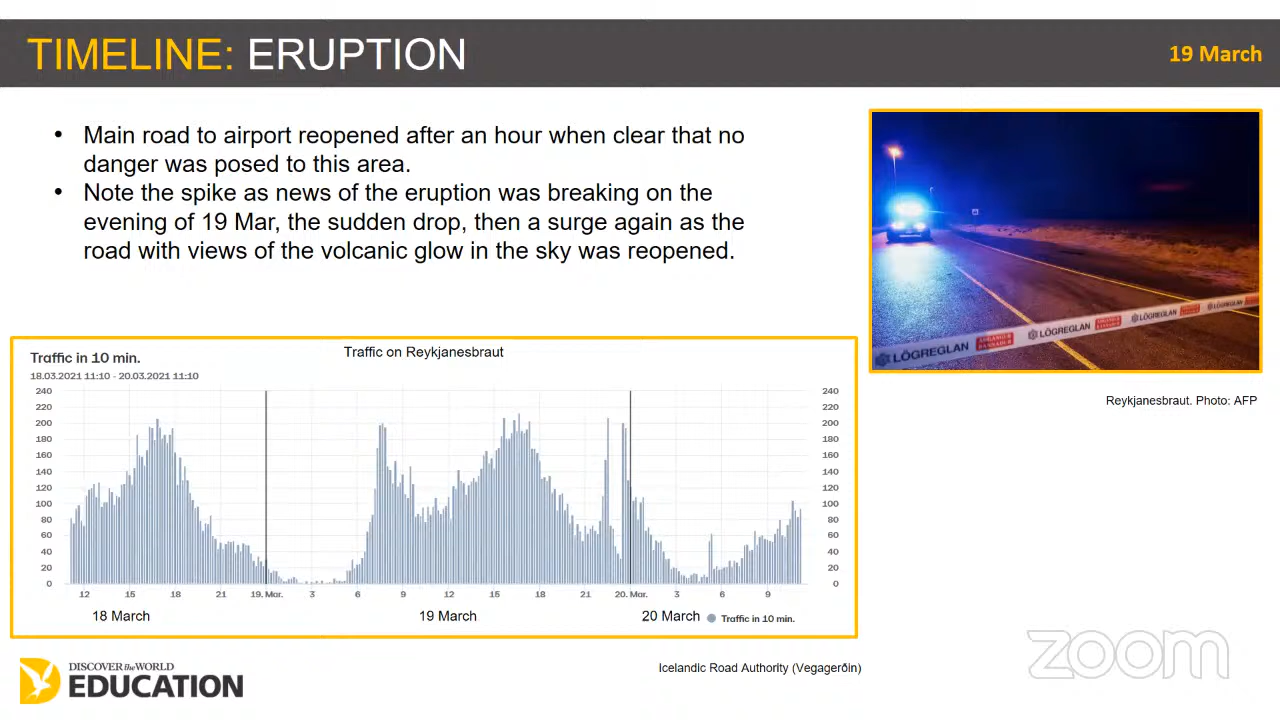 TIMELINE: ERUPTION
19 March
• Main road to airport reopened after an hour when clear that no
danger was posed to this area.
• Note the spike as news of the eruption was breaking on the
evening of 19 Mar, the sudden drop, then a surge again as the
road with views of the volcanic glow in the sky was reopened.
LÖGREGLAN AÐGANGUR BANNAÐUR LÖGREGLAN LÖGREGLAN LÖGREGLAN
Reykjanesbraut. Photo: AFP
Traffic in 10 min.
Traffic on Reykjanesbraut
18.03.2021 11:10 - 20.03.2021 11:10
240 240
220 220
200 200
180 180
160 160
140 140
120 120
100 100
80 80
60 60
40 40
20 20
0 0
12 15 18 21 19. Mar. 3 6 9 12 15 18 21 20. Mar. 3 6 9
18 March 19 March 20 March Traffic in 10 min.
Icelandic Road Authority (Vegagerðin)
DISCOVER the WORLD
EDUCATION
zoom